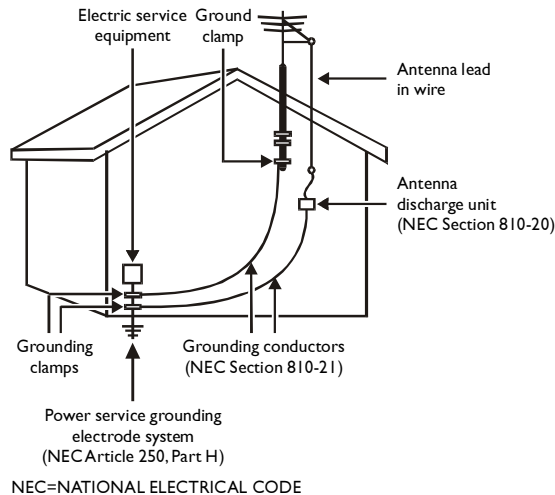 Electric service
equipment
Ground
clamp
Antenna lead
in wire
Antenna
discharge unit
(NEC Section 810-20)
Grounding
clamps
Grounding conductors
(NEC Section 810-21)
Power service grounding
electrode system
(NEC Article 250, Part H)
NEC=NATIONAL ELECTRICAL CODE